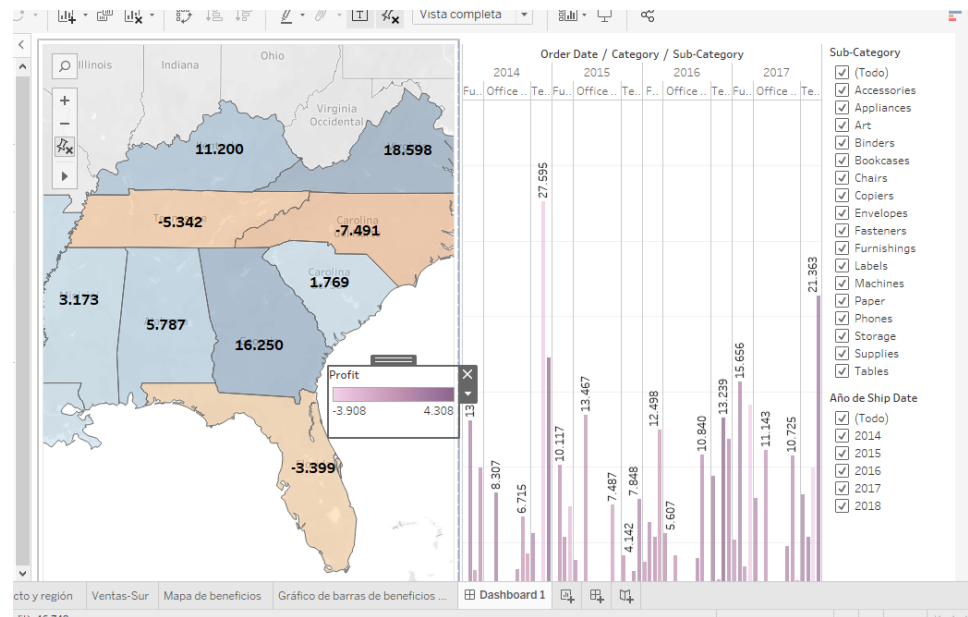 Vista completa
Illinois
Indiana
Ohio
Virginia
Occidental
11.200
18.598
-5.342
Carolina
-7.491
Carolina
1.769
3.173
5.787
16.250
-3.399
Profit
-3.908 4.308
Order Date / Category / Sub-Category
2014 2015 2016 2017
Fu.. Office .. Te.. Fu.. Office .. Te.. F.. Office .. Te.. Fu.. Office .. Te..
13
8.307
6.715
27.595
10.117
13.467
7.487
4.142
7.848
12.498
5.607
10.840
13.239
15.656
11.143
10.725
21.363
Sub-Category
(Todo)
Accessories
Appliances
Art
Binders
Bookcases
Chairs
Copiers
Envelopes
Fasteners
Furnishings
Labels
Machines
Paper
Phones
Storage
Supplies
Tables
Año de Ship Date
(Todo)
2014
2015
2016
2017
2018
cto y región Ventas-Sur Mapa de beneficios Gráfico de barras de beneficios ... Dashboard 1